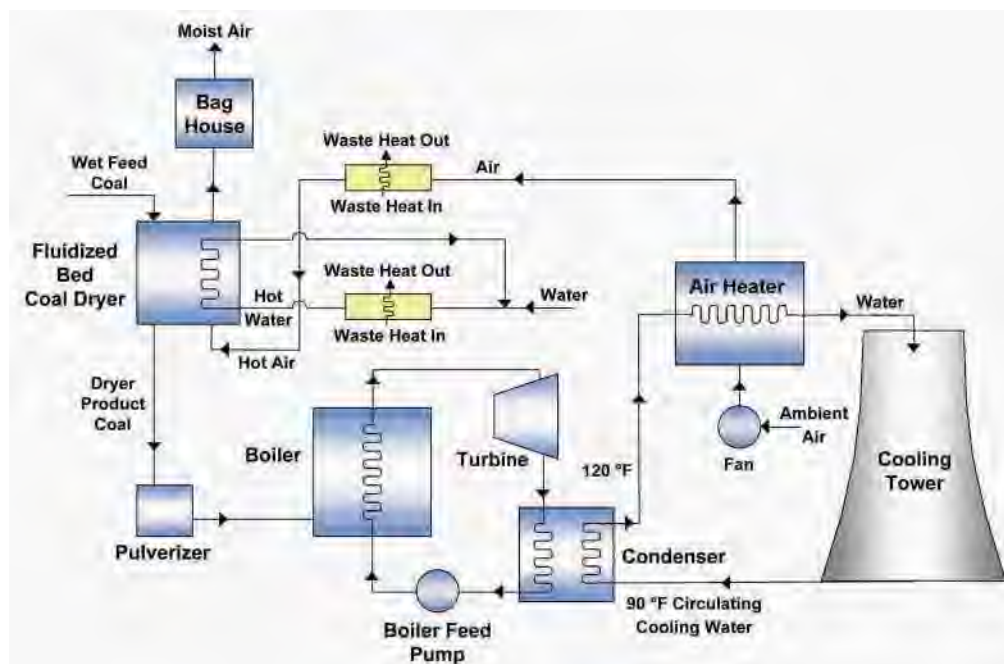 Moist Air
Bag
House
Wet Feed
Coal
Waste Heat Out
Air
Waste Heat In
Fluidized
Bed
Coal Dryer
Waste Heat Out
Hot
Water
Water
Waste Heat In
Hot Air
Air Heater
Water
Dryer
Product
Coal
Boiler
Turbine
Ambient
Air
Fan
120 ºF
Cooling
Tower
Pulverizer
Condenser
90 ºF Circulating
Cooling Water
Boiler Feed
Pump